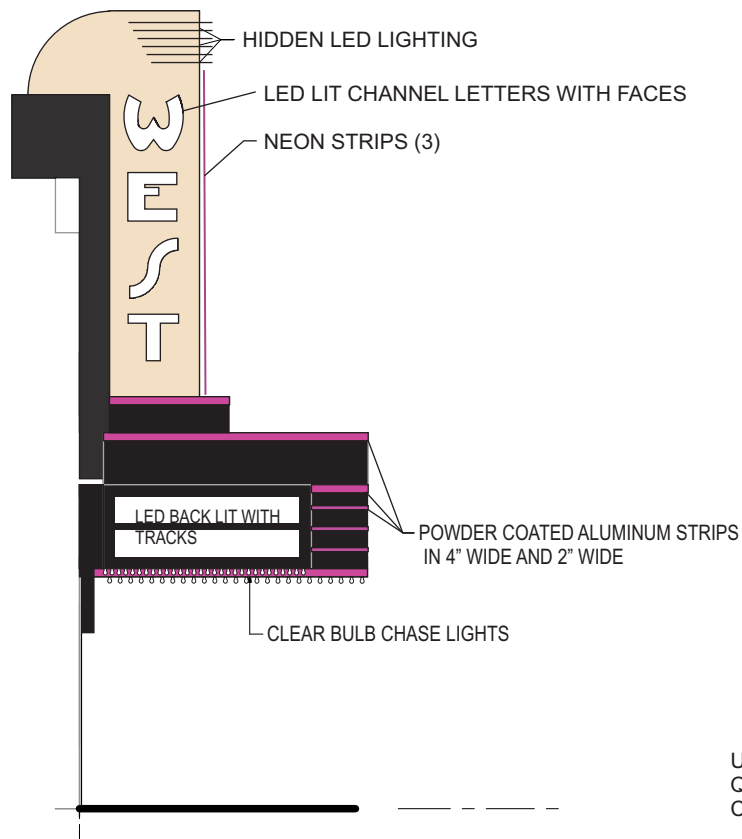 HIDDEN LED LIGHTING
LED LIT CHANNEL LETTERS WITH FACES
NEON STRIPS (3)
W
E
S
T
LED BACK LIT WITH
TRACKS
POWDER COATED ALUMINUM STRIPS
IN 4” WIDE AND 2” WIDE
CLEAR BULB CHASE LIGHTS
U
Q